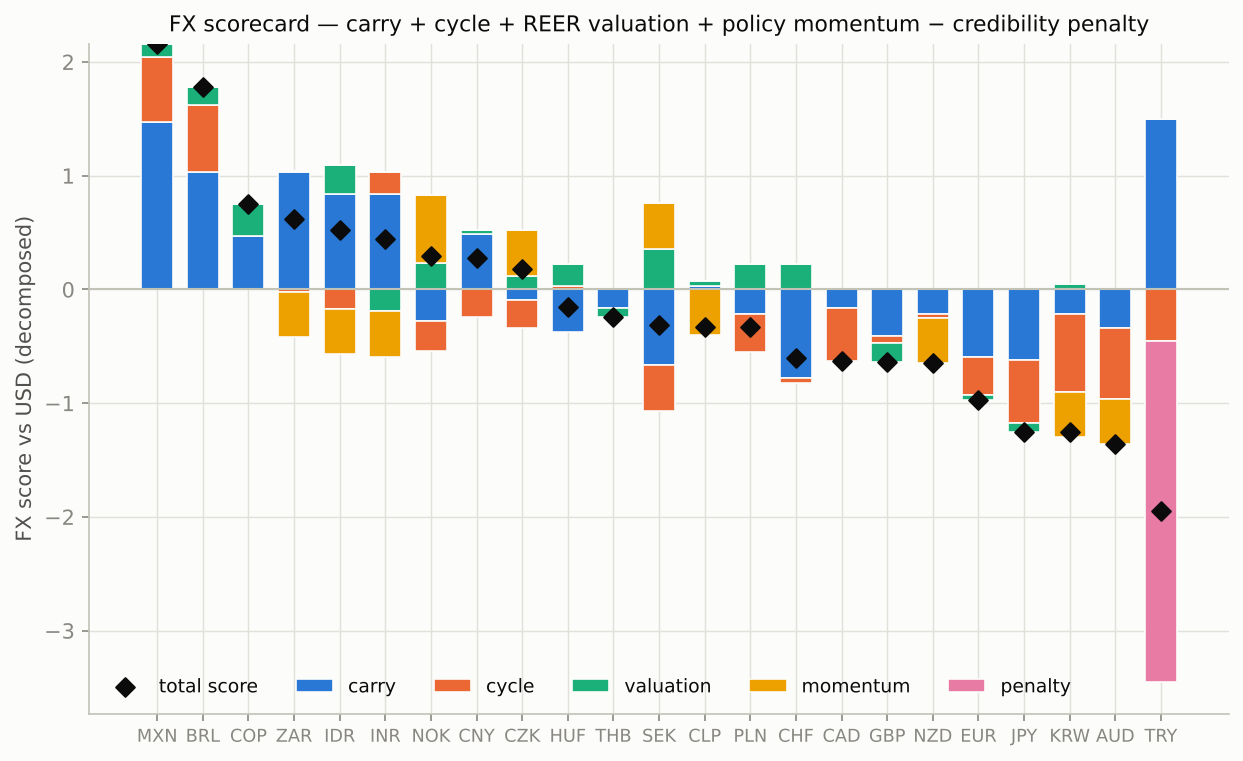 FX scorecard — carry + cycle + REER valuation + policy momentum − credibility penalty
FX score vs USD (decomposed)
2
1
0
−1
−2
−3
total score carry cycle valuation momentum penalty
MXN BRL COP ZAR IDR INR NOK CNY CZK HUF THB SEK CLP PLN CHF CAD GBP NZD EUR JPY KRW AUD TRY